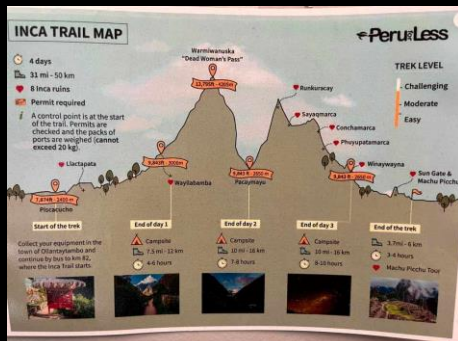 INCA TRAIL MAP
Peru for Less
4 days
31 mi - 50 km
8 Inca ruins
Permit required
i A control point is at the start
of the trail. Permits are
checked and the packs of
ports are weighed (cannot
exceed 20 kg).
Warmiwanuska
"Dead Woman's Pass"
TREK LEVEL
Challenging
Moderate
Easy
Runkuracay
Sayaqmarca
Conchamarca
Phuyupatamarca
Winaywayna
Sun Gate &
Machu Picchu
Llactapata
Piscacucho
Wayllabamba
Pacaymayu
Start of the trek
Collect your equipment in the
town of Ollantaytambo and
continue by bus to km 82,
where the Inca Trail starts
End of day 1
Campsite
7.5 mi - 12 km
4-6 hours
End of day 2
Campsite
10 mi - 16 km
7-8 hours
End of day 3
Campsite
10 mi - 16 km
8-10 hours
End of the trek
3.7mi - 6 km
3-4 hours
Machu Picchu Tour